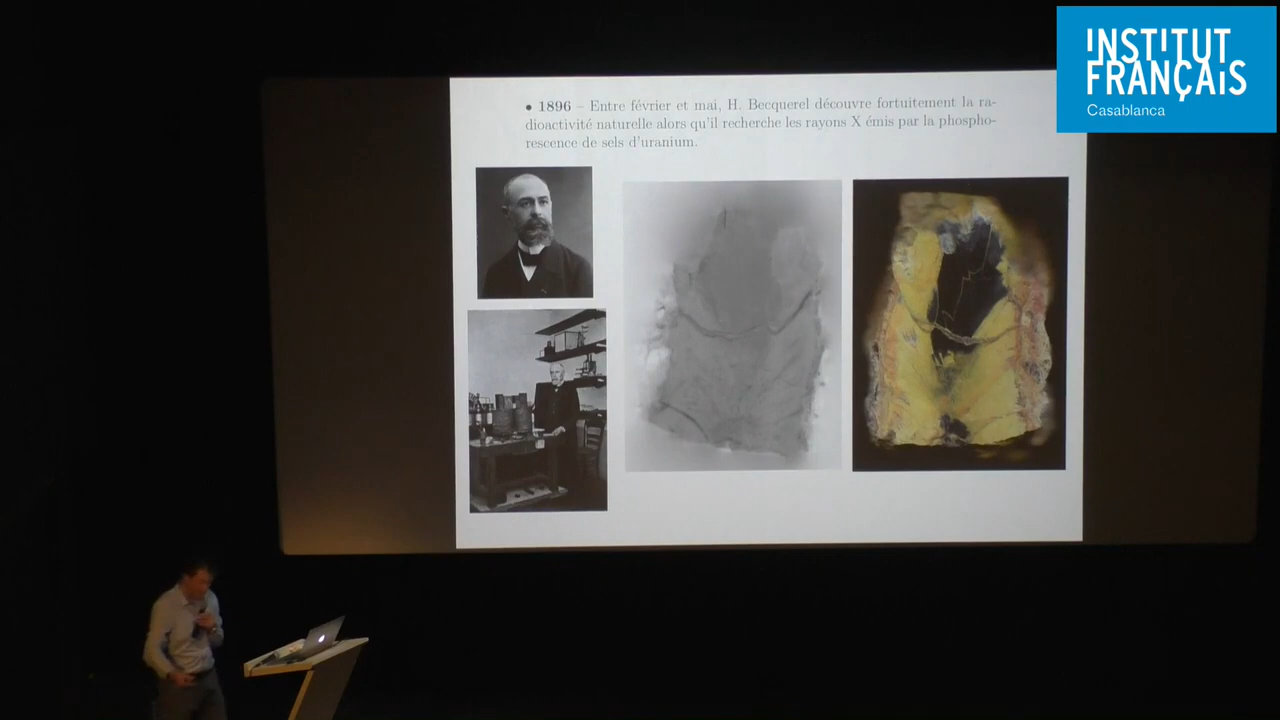 INSTITUT
FRANÇAIS
Casablanca
• 1896 – Entre février et mai, H. Becquerel découvre fortuitement la ra-
dioactivité naturelle alors qu'il recherche les rayons X émis par la phospho-
rescence de sels d'uranium.